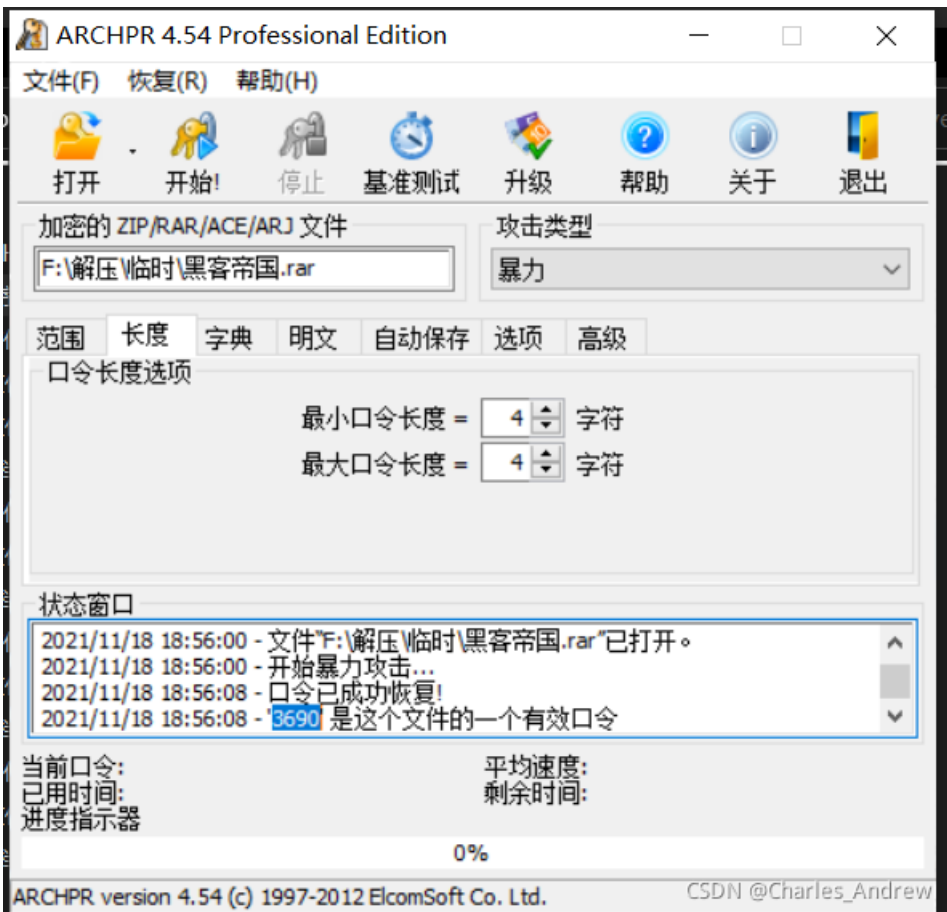 ARCHPR 4.54 Professional Edition
文件(F) 恢复(R) 帮助(H)
打开 开始! 停止 基准测试 升级 帮助 关于 退出
加密的 ZIP/RAR/ACE/ARJ 文件 攻击类型
F:\解压\临时\黑客帝国.rar 暴力
范围 长度 字典 明文 自动保存 选项 高级
口令长度选项
最小口令长度 = 4 字符
最大口令长度 = 4 字符
状态窗口
2021/11/18 18:56:00 - 文件"F:\解压\临时\黑客帝国.rar"已打开。
2021/11/18 18:56:00 - 开始暴力攻击...
2021/11/18 18:56:08 - 口令已成功恢复!
2021/11/18 18:56:08 - '3690' 是这个文件的一个有效口令
当前口令: 平均速度:
已用时间: 剩余时间:
进度指示器
0%
ARCHPR version 4.54 (c) 1997-2012 ElcomSoft Co. Ltd.
CSDN @Charles_Andrew